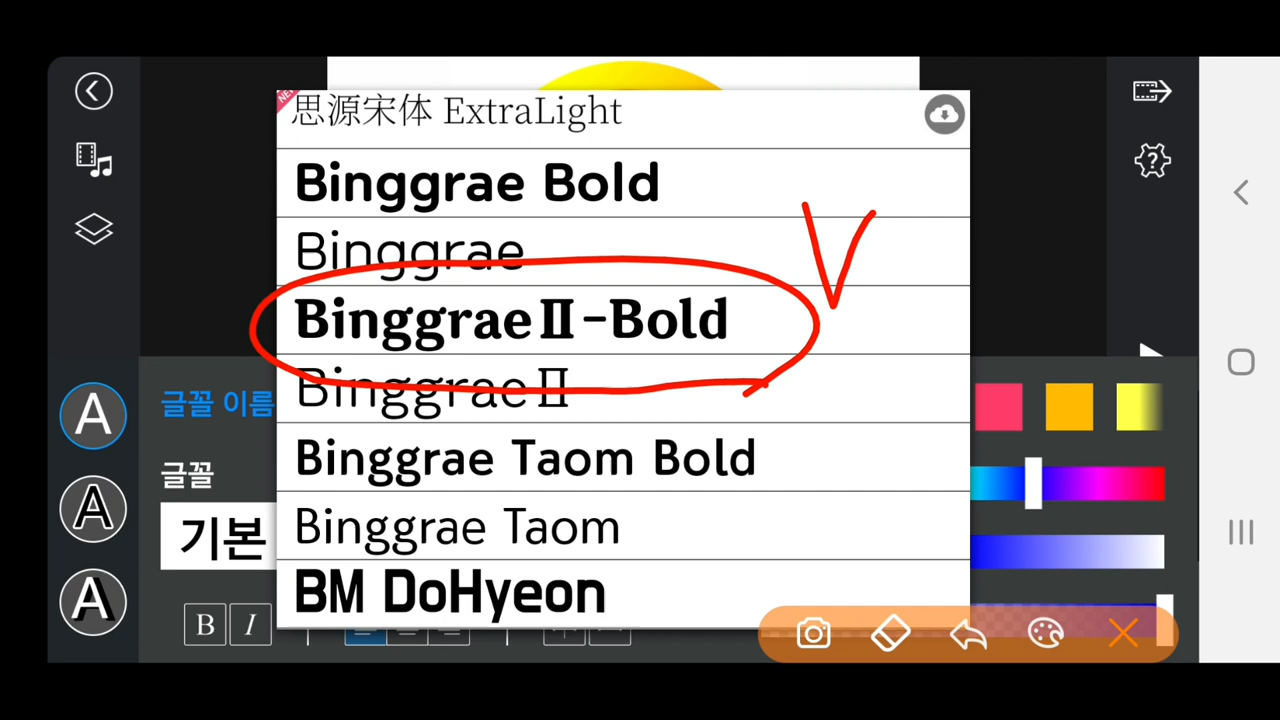 NEW
思源宋体 ExtraLight
Binggrae Bold
Binggrae
BinggraeⅡ-Bold
BinggraeⅡ
Binggrae Taom Bold
Binggrae Taom
BM DoHyeon
글꼴 이름
글꼴
기본
A
A
A
B I